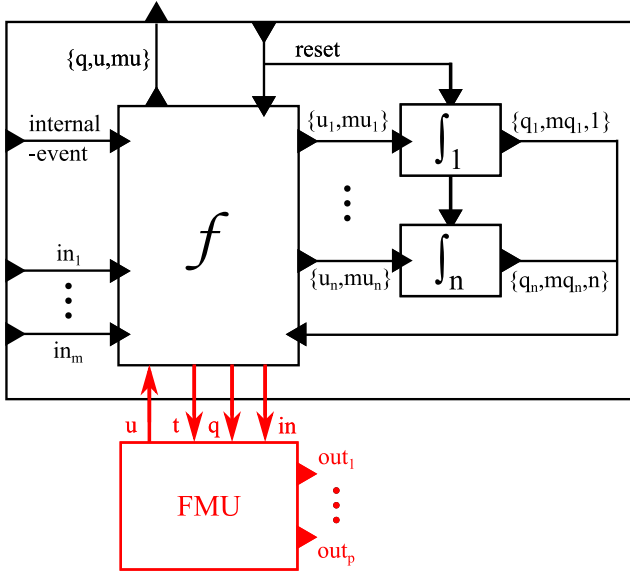 {q,u,mu}
reset
internal
-event
{u₁,mu₁}
∫₁
{q₁,mq₁,1}
f
in₁
{uₙ,muₙ}
∫ₙ
{qₙ,mqₙ,n}
inₘ
u
t
q
in
FMU
out₁
outₚ